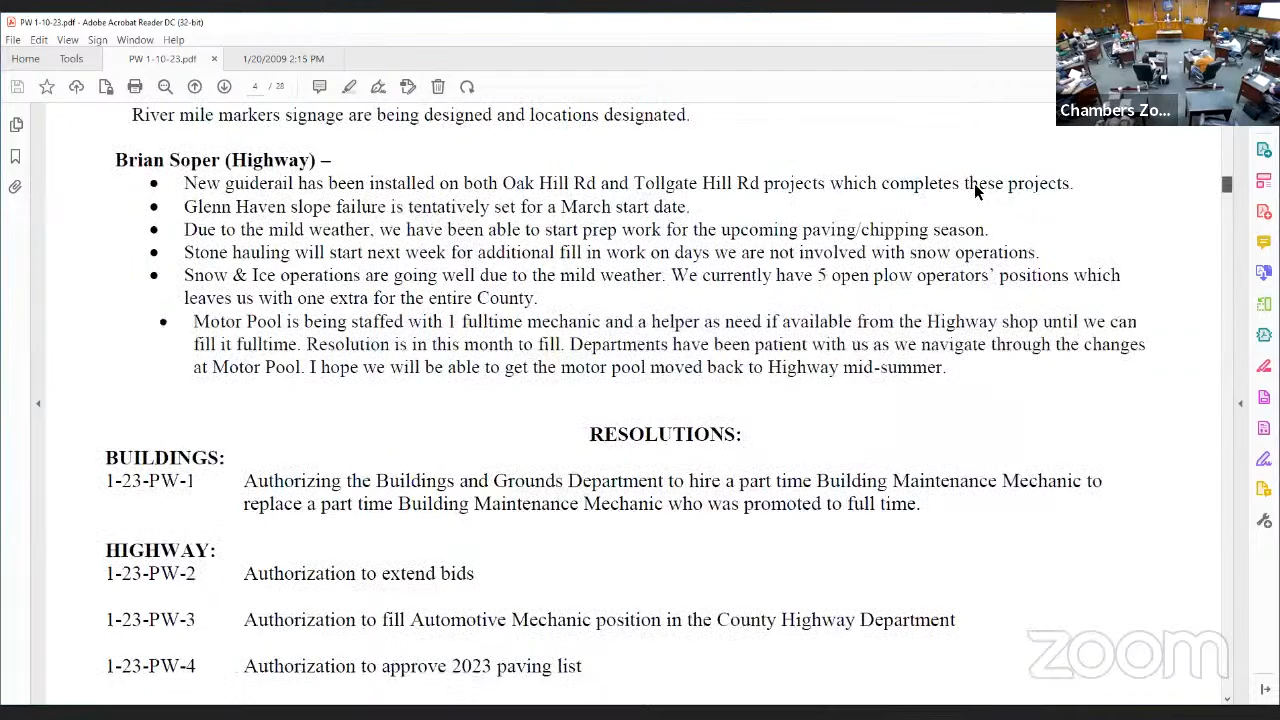 PW 1-10-23.pdf - Adobe Acrobat Reader DC (32-bit)
File Edit View Sign Window Help
Home Tools PW 1-10-23.pdf × 1/20/2009 2:15 PM
4 / 28
Chambers Zo...
River mile markers signage are being designed and locations designated.
Brian Soper (Highway) –
• New guiderail has been installed on both Oak Hill Rd and Tollgate Hill Rd projects which completes these projects.
• Glenn Haven slope failure is tentatively set for a March start date.
• Due to the mild weather, we have been able to start prep work for the upcoming paving/chipping season.
• Stone hauling will start next week for additional fill in work on days we are not involved with snow operations.
• Snow & Ice operations are going well due to the mild weather. We currently have 5 open plow operators' positions which
leaves us with one extra for the entire County.
• Motor Pool is being staffed with 1 fulltime mechanic and a helper as need if available from the Highway shop until we can
fill it fulltime. Resolution is in this month to fill. Departments have been patient with us as we navigate through the changes
at Motor Pool. I hope we will be able to get the motor pool moved back to Highway mid-summer.
RESOLUTIONS:
BUILDINGS:
1-23-PW-1 Authorizing the Buildings and Grounds Department to hire a part time Building Maintenance Mechanic to
replace a part time Building Maintenance Mechanic who was promoted to full time.
HIGHWAY:
1-23-PW-2 Authorization to extend bids
1-23-PW-3 Authorization to fill Automotive Mechanic position in the County Highway Department
1-23-PW-4 Authorization to approve 2023 paving list
zoom